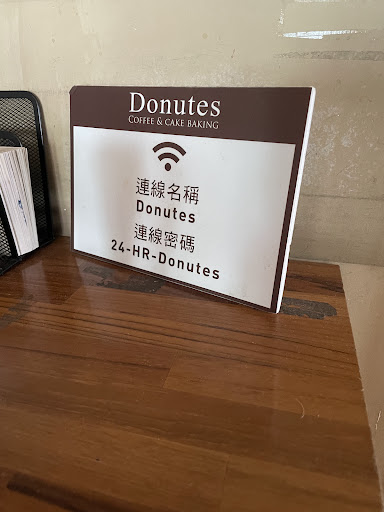 Donutes
COFFEE & CAKE BAKING
連線名稱
Donutes
連線密碼
24-HR-Donutes